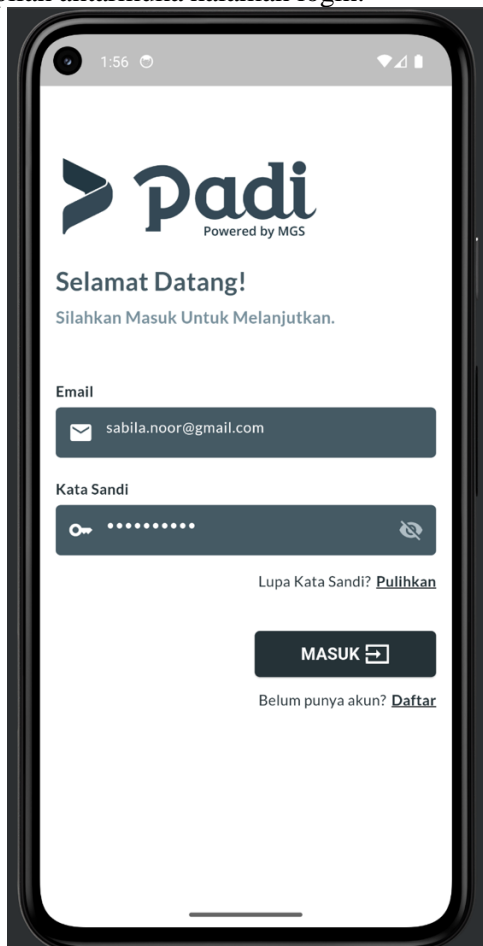 1:56
Padi
Powered by MGS
Selamat Datang!
Silahkan Masuk Untuk Melanjutkan.
Email
sabila.noor@gmail.com
Kata Sandi
••••••••••
Lupa Kata Sandi? Pulihkan
MASUK
Belum punya akun? Daftar